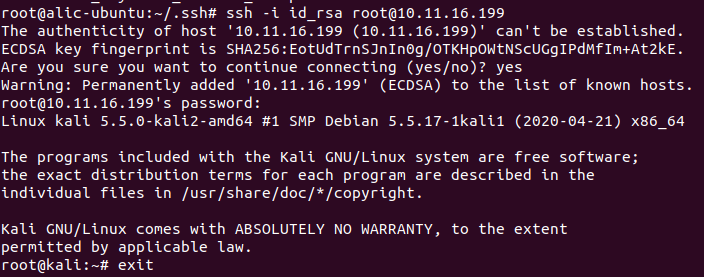 root@alic-ubuntu:~/.ssh# ssh -i id_rsa root@10.11.16.199
The authenticity of host '10.11.16.199 (10.11.16.199)' can't be established.
ECDSA key fingerprint is SHA256:EotUdTrnSJnIn0g/OTKHpOWtNScUGgIPdMfIm+At2kE.
Are you sure you want to continue connecting (yes/no)? yes
Warning: Permanently added '10.11.16.199' (ECDSA) to the list of known hosts.
root@10.11.16.199's password:
Linux kali 5.5.0-kali2-amd64 #1 SMP Debian 5.5.17-1kali1 (2020-04-21) x86_64

The programs included with the Kali GNU/Linux system are free software;
the exact distribution terms for each program are described in the
individual files in /usr/share/doc/*/copyright.

Kali GNU/Linux comes with ABSOLUTELY NO WARRANTY, to the extent
permitted by applicable law.
root@kali:~# exit